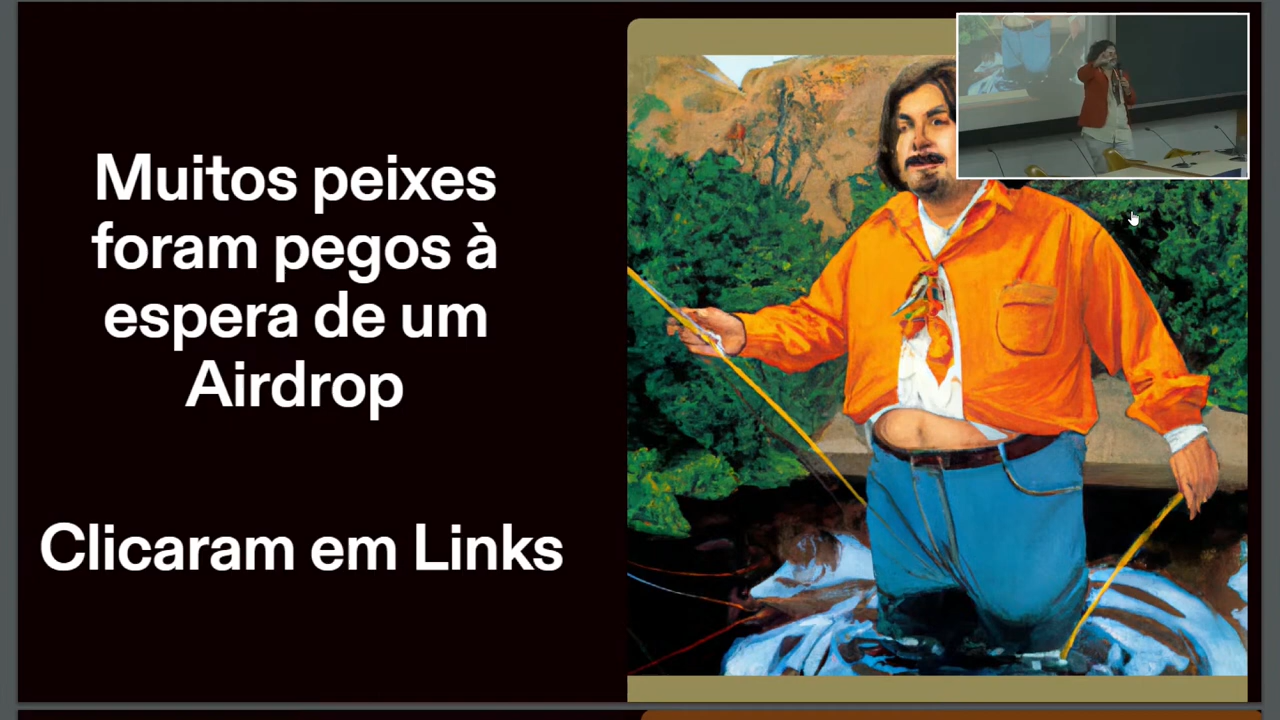 Muitos peixes
foram pegos à
espera de um
Airdrop
Clicaram em Links